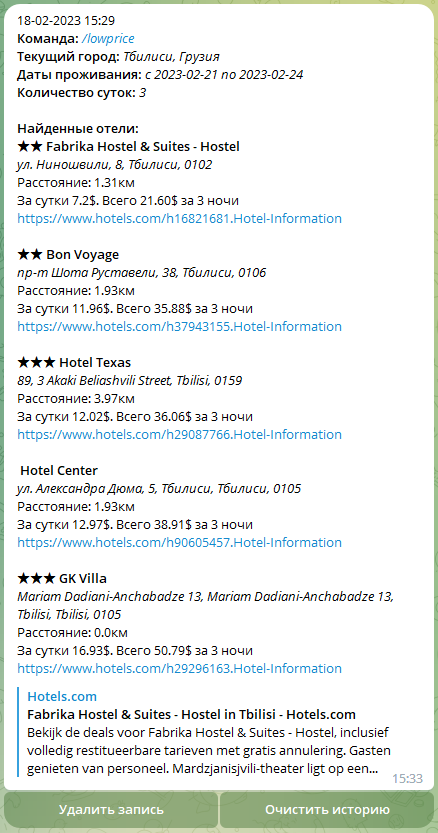 18-02-2023 15:29
Команда: /lowprice
Текущий город: Тбилиси, Грузия
Даты проживания: с 2023-02-21 по 2023-02-24
Количество суток: 3
Найденные отели:
★★ Fabrika Hostel & Suites - Hostel
ул. Ниношвили, 8, Тбилиси, 0102
Расстояние: 1.31км
За сутки 7.2$. Всего 21.60$ за 3 ночи
https://www.hotels.com/h16821681.Hotel-Information
★★ Bon Voyage
пр-т Шота Руставели, 38, Тбилиси, 0106
Расстояние: 1.93км
За сутки 11.96$. Всего 35.88$ за 3 ночи
https://www.hotels.com/h37943155.Hotel-Information
★★★ Hotel Texas
89, 3 Akaki Beliashvili Street, Tbilisi, 0159
Расстояние: 3.97км
За сутки 12.02$. Всего 36.06$ за 3 ночи
https://www.hotels.com/h29087766.Hotel-Information
Hotel Center
ул. Александра Дюма, 5, Тбилиси, Тбилиси, 0105
Расстояние: 1.93км
За сутки 12.97$. Всего 38.91$ за 3 ночи
https://www.hotels.com/h90605457.Hotel-Information
★★★ GK Villa
Mariam Dadiani-Anchabadze 13, Mariam Dadiani-Anchabadze 13,
Tbilisi, Tbilisi, 0105
Расстояние: 0.0км
За сутки 16.93$. Всего 50.79$ за 3 ночи
https://www.hotels.com/h29296163.Hotel-Information
Hotels.com
Fabrika Hostel & Suites - Hostel in Tbilisi - Hotels.com
Bekijk de deals voor Fabrika Hostel & Suites - Hostel, inclusief
volledig restitueerbare tarieven met gratis annulering. Gasten
genieten van personeel. Mardzjanisjvili-theater ligt op een...
15:33
Удалить запись
Очистить историю